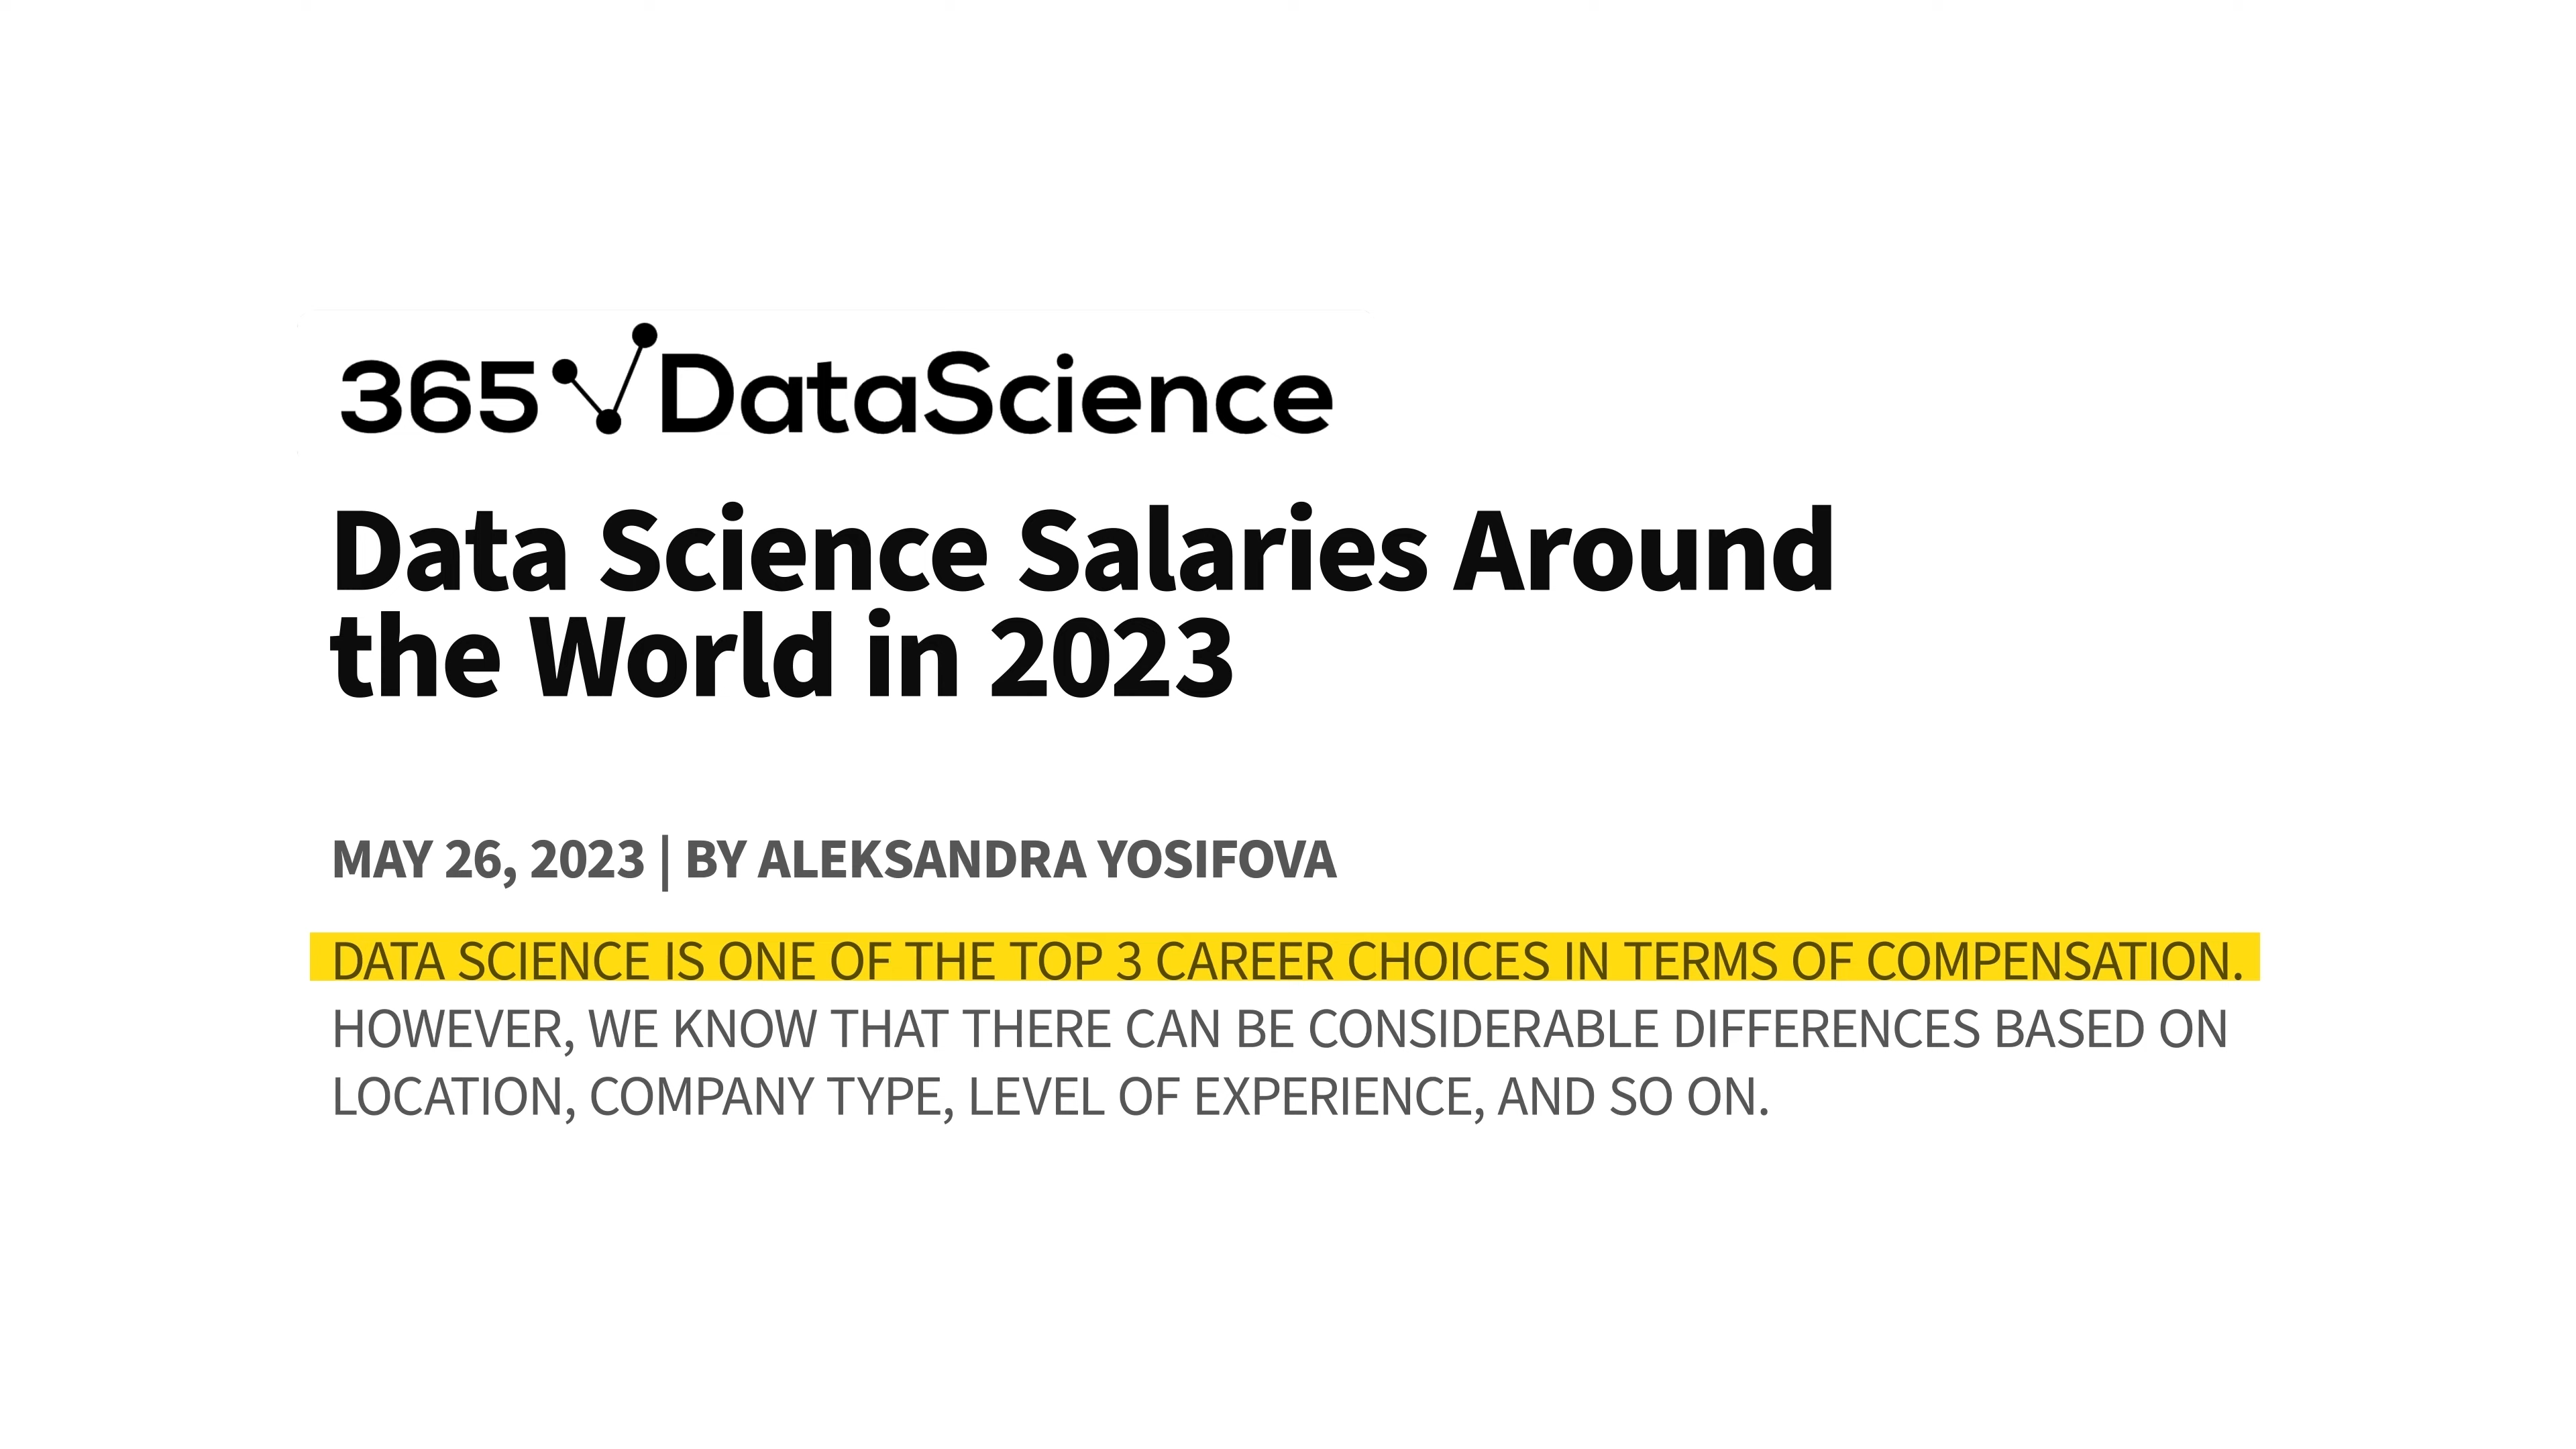 365 DataScience
Data Science Salaries Around
the World in 2023
MAY 26, 2023 | BY ALEKSANDRA YOSIFOVA
DATA SCIENCE IS ONE OF THE TOP 3 CAREER CHOICES IN TERMS OF COMPENSATION.
HOWEVER, WE KNOW THAT THERE CAN BE CONSIDERABLE DIFFERENCES BASED ON
LOCATION, COMPANY TYPE, LEVEL OF EXPERIENCE, AND SO ON.